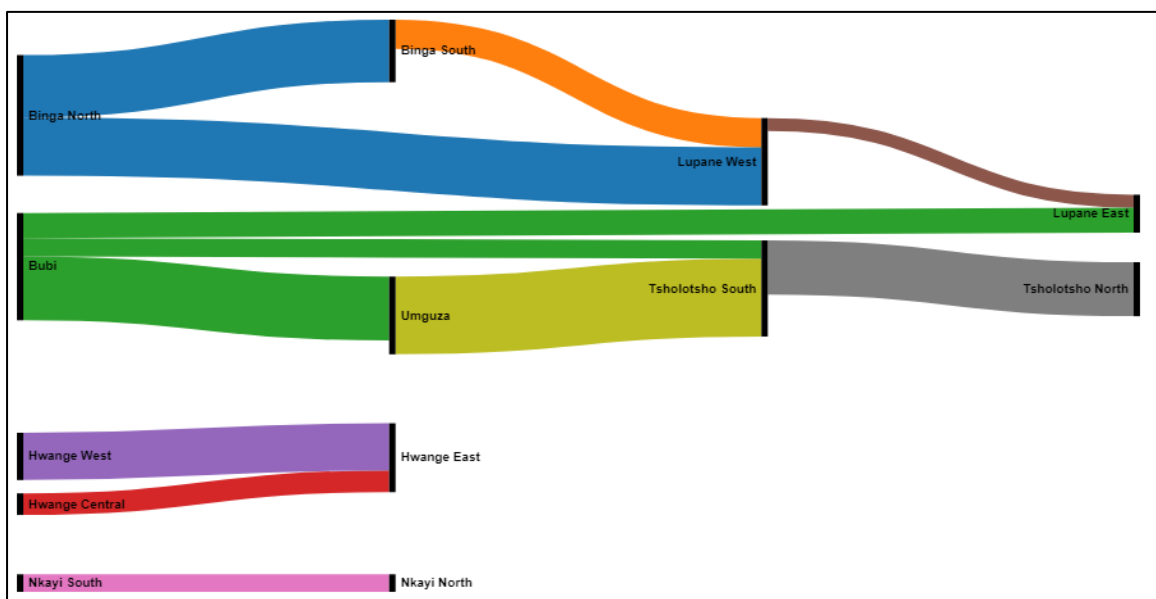 Binga South
Binga North
Lupane West
Lupane East
Bubi
Tsholotsho South
Tsholotsho North
Umguza
Hwange West
Hwange East
Hwange Central
Nkayi South
Nkayi North